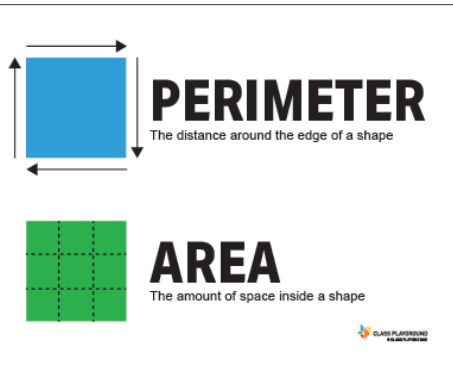 PERIMETER
The distance around the edge of a shape
AREA
The amount of space inside a shape
CLASS PLAYGROUND